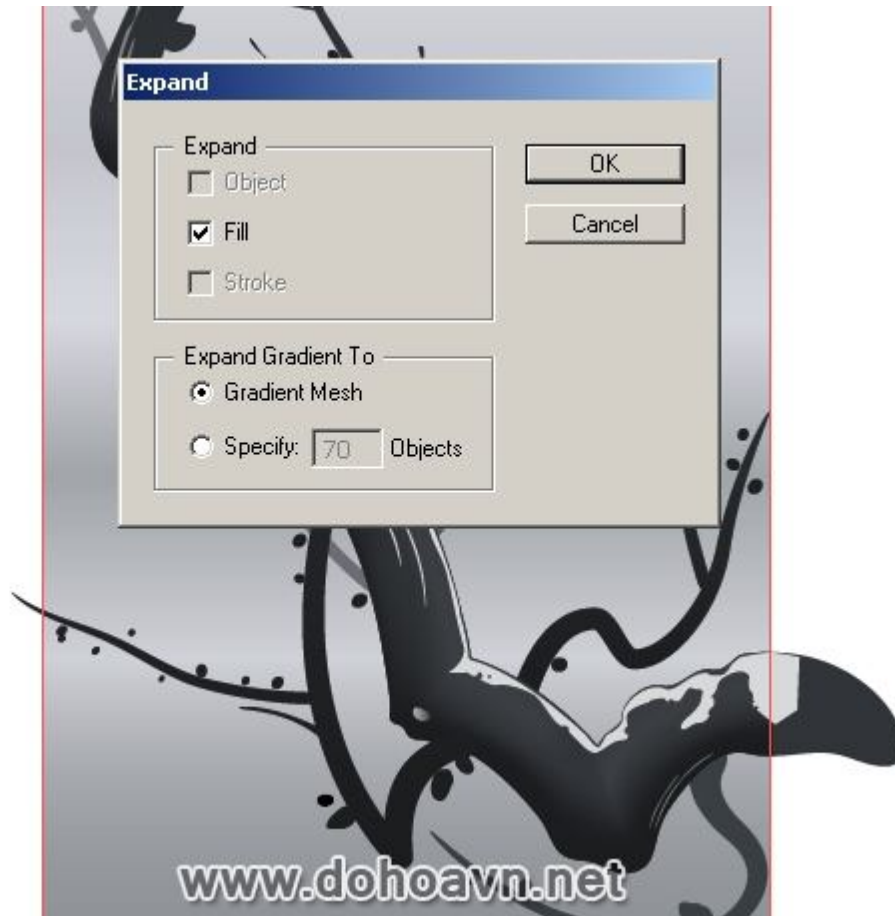 Expand
Expand
Object
Fill
Stroke
OK
Cancel
Expand Gradient To
Gradient Mesh
Specify: 70 Objects
www.dohoavn.net